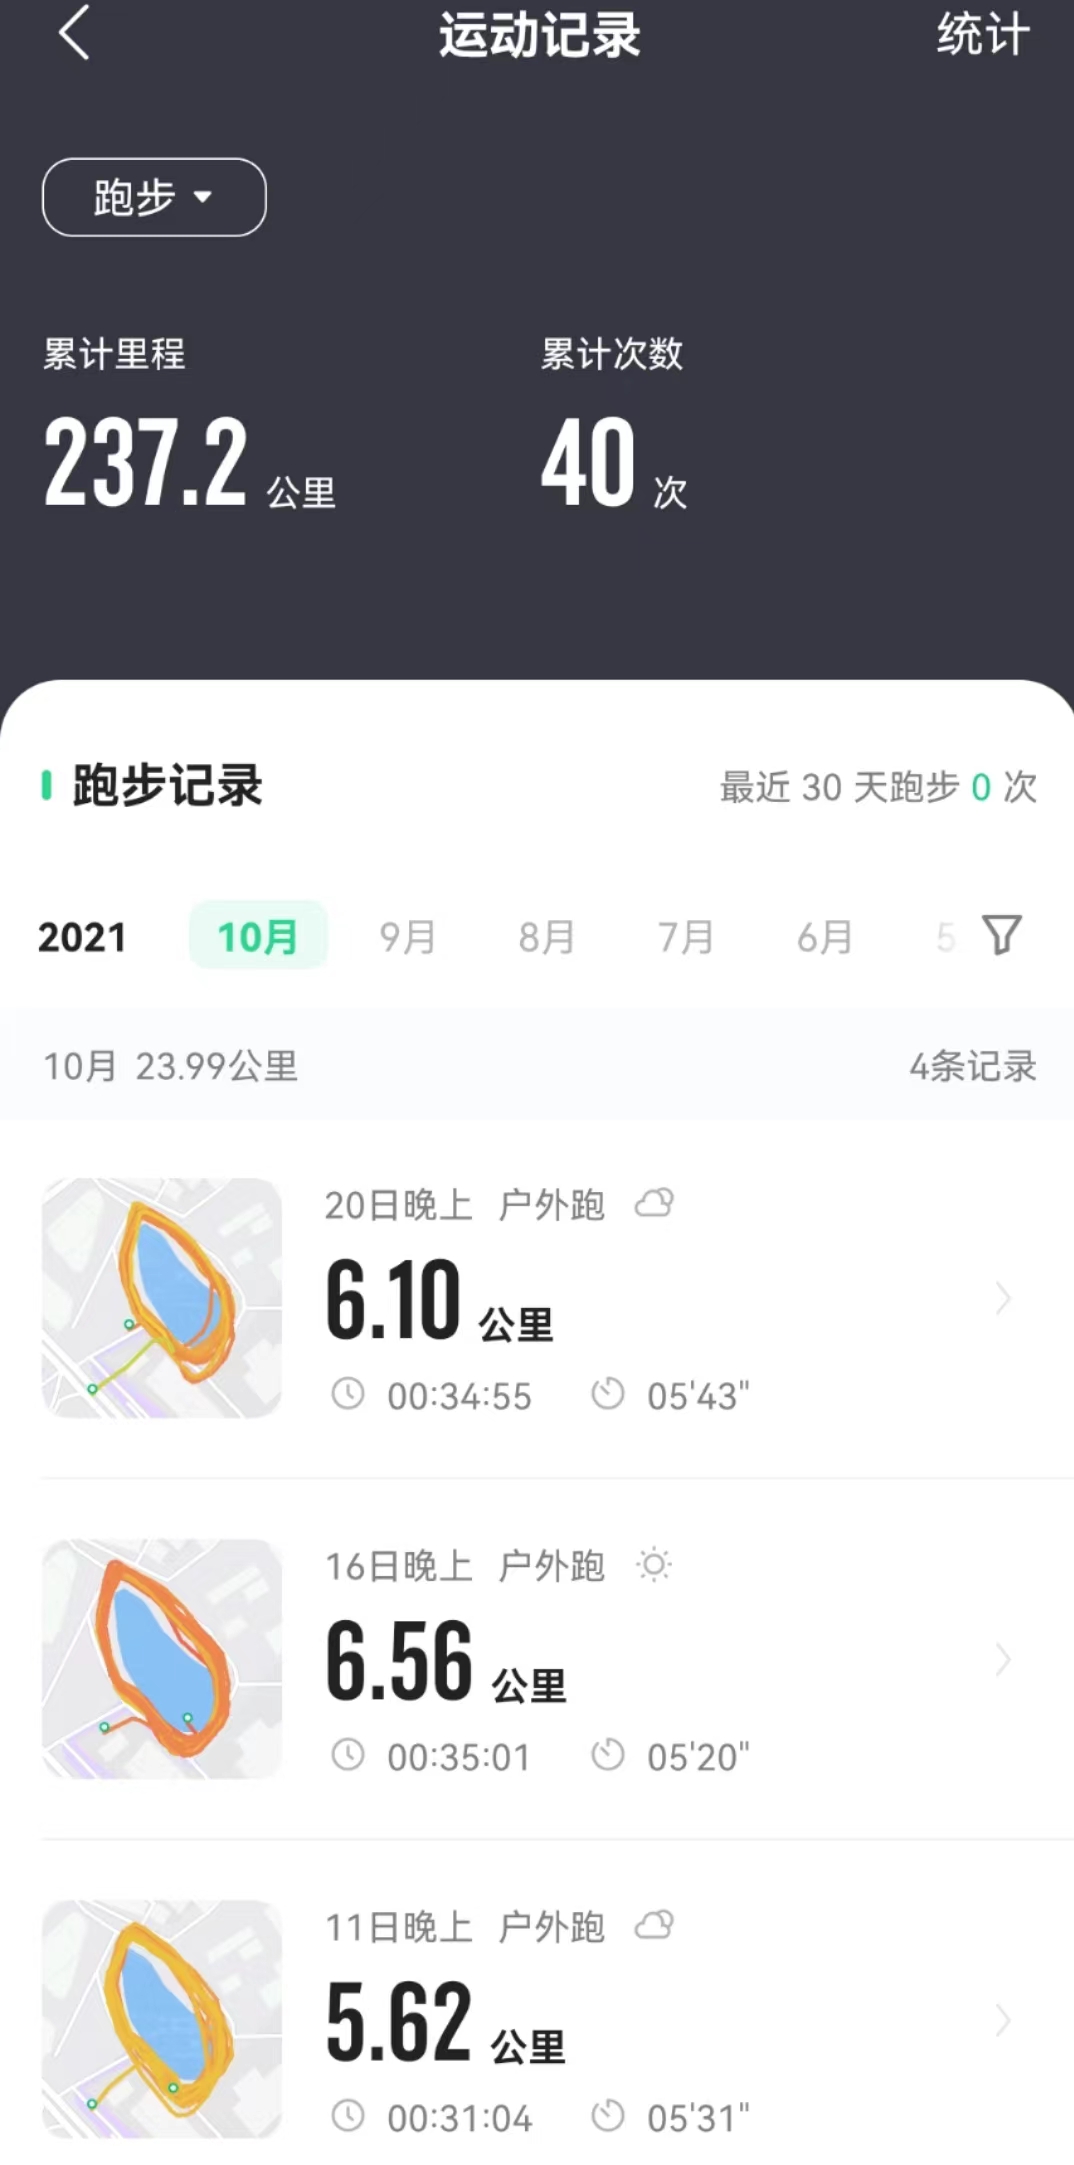 运动记录 统计
跑步
累计里程 累计次数
237.2 公里 40 次
跑步记录 最近 30 天跑步 0 次
2021 10月 9月 8月 7月 6月 5
10月 23.99公里 4条记录
20日晚上 户外跑
6.10 公里
00:34:55 05'43"
16日晚上 户外跑
6.56 公里
00:35:01 05'20"
11日晚上 户外跑
5.62 公里
00:31:04 05'31"